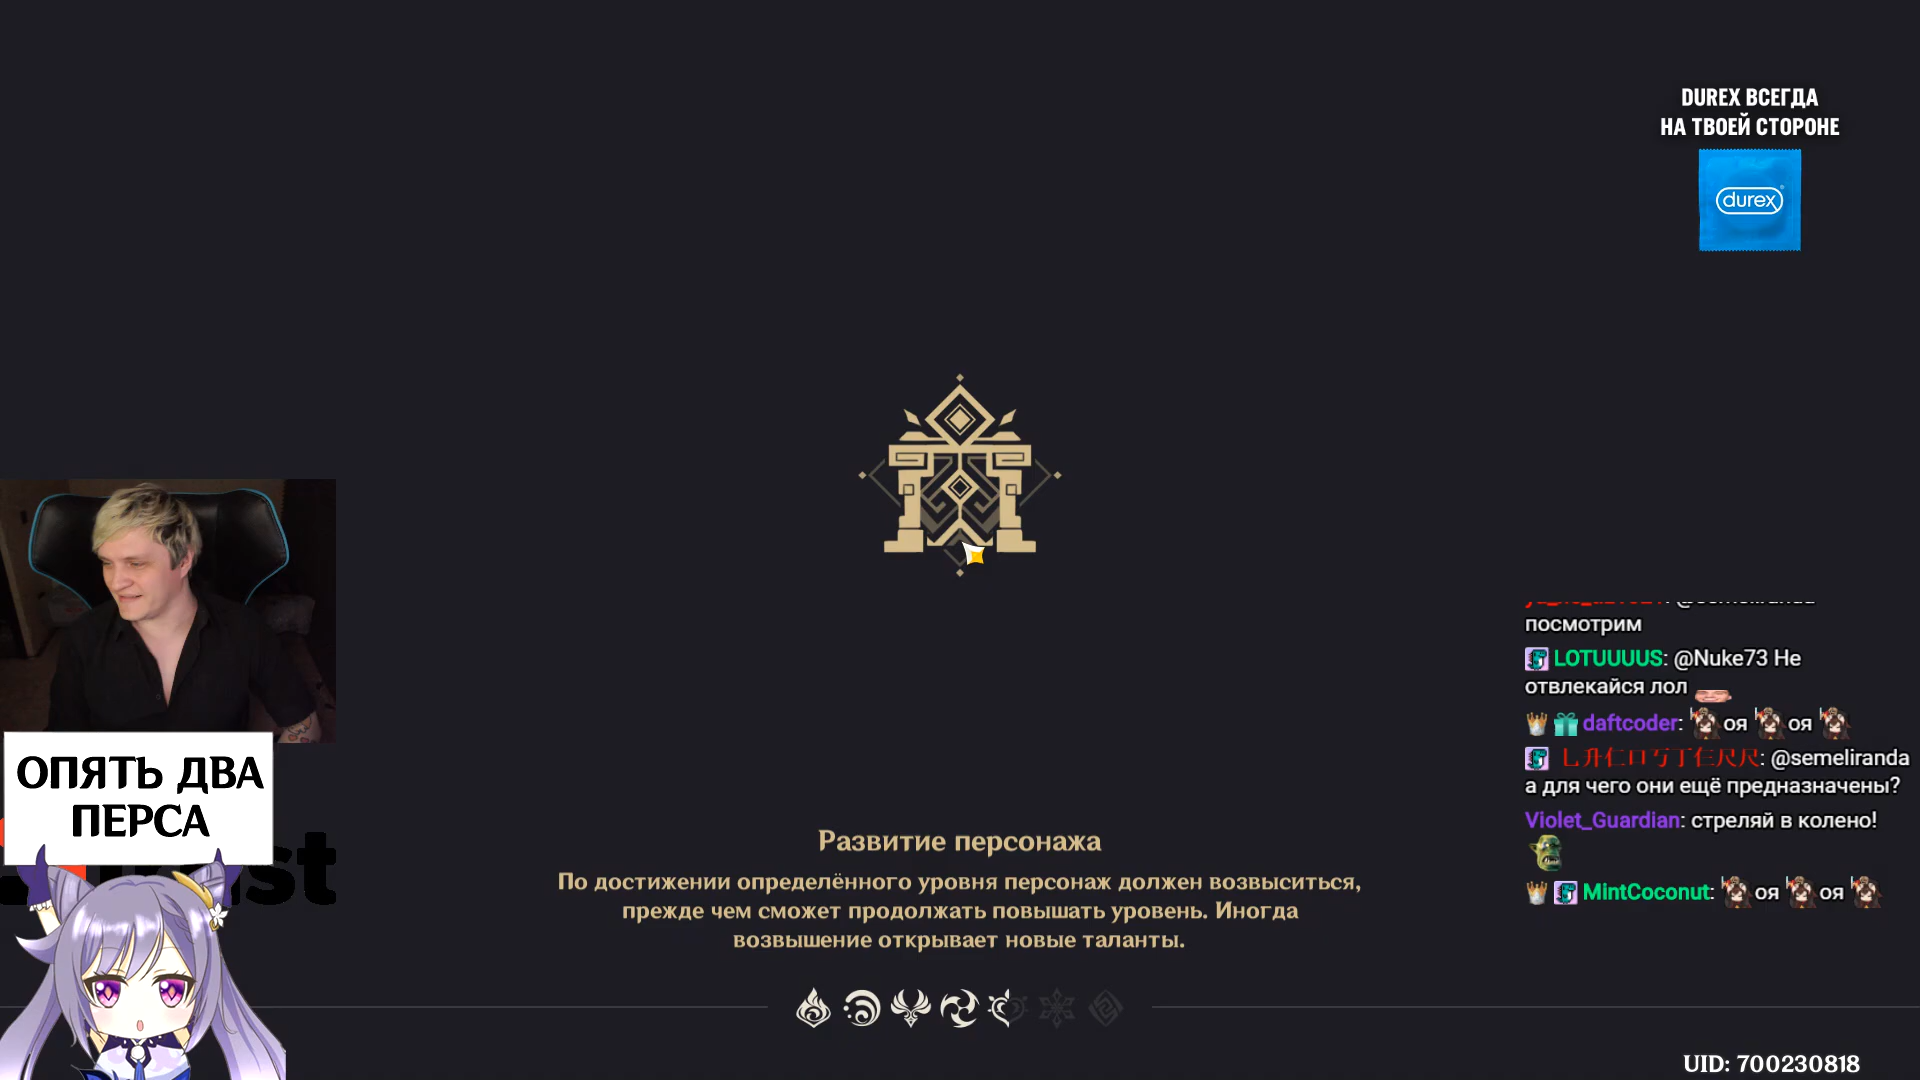 DUREX ВСЕГДА
НА ТВОЕЙ СТОРОНЕ
durex
посмотрим
LOTUUUUS: @Nuke73 Не
отвлекайся лол
daftcoder: оя оя
@semeliranda
а для чего они ещё предназначены?
Violet_Guardian: стреляй в колено!
MintCoconut: оя оя
ОПЯТЬ ДВА
ПЕРСА
st
Развитие персонажа
По достижении определённого уровня персонаж должен возвыситься,
прежде чем сможет продолжать повышать уровень. Иногда
возвышение открывает новые таланты.
UID: 700230818